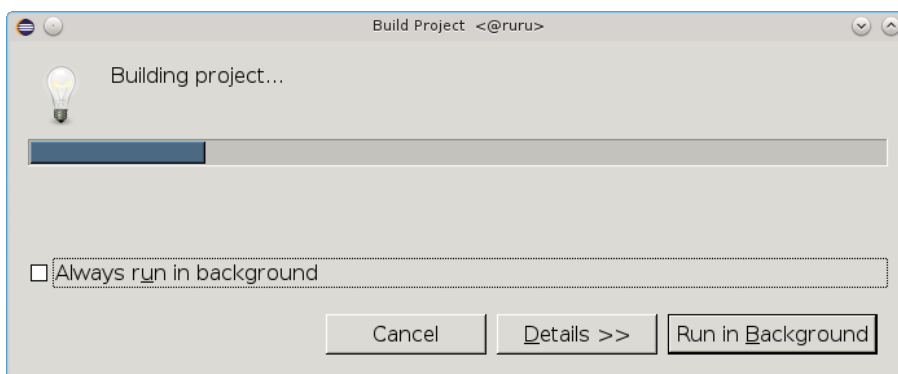 Build Project <@ruru>
Building project...
Always run in background
Cancel
Details >>
Run in Background